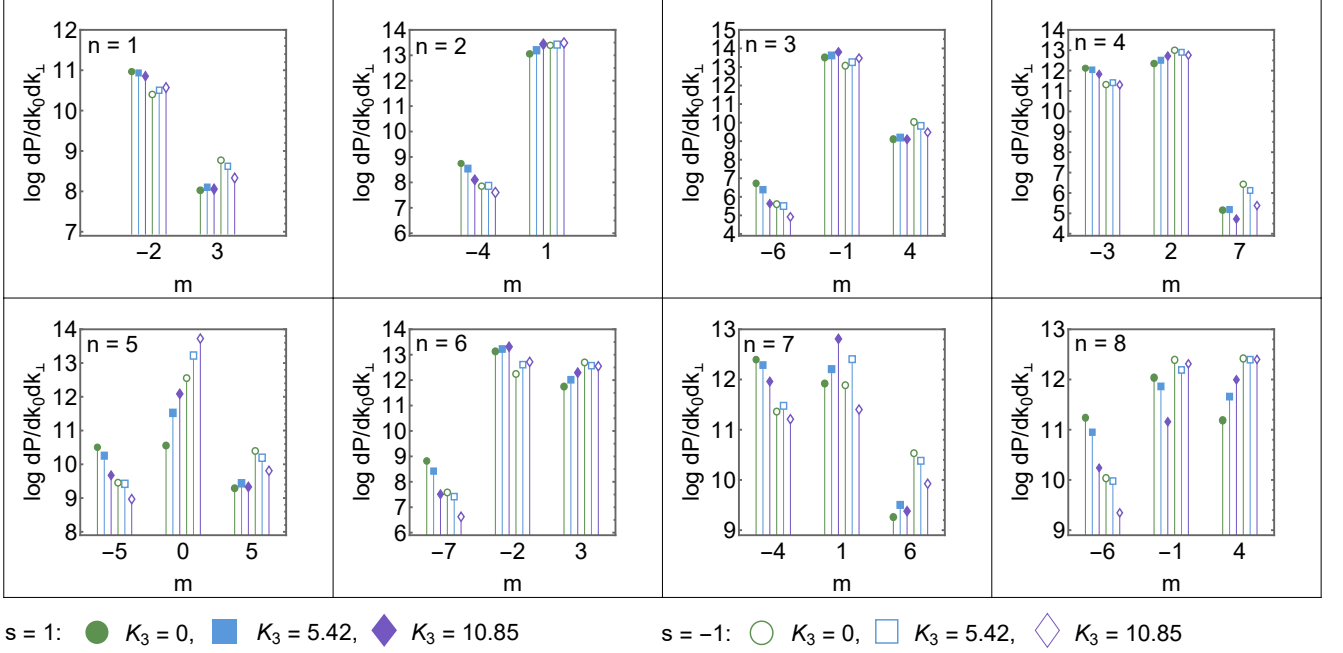 n = 1
log dP/dk₀dk⊥
12
11
10
9
8
7
−2 3
m
n = 2
log dP/dk₀dk⊥
14
13
12
11
10
9
8
7
6
−4 1
m
n = 3
log dP/dk₀dk⊥
15
14
13
12
11
10
9
8
7
6
5
4
−6 −1 4
m
n = 4
log dP/dk₀dk⊥
14
13
12
11
10
9
8
7
6
5
4
−3 2 7
m
n = 5
log dP/dk₀dk⊥
14
13
12
11
10
9
8
−5 0 5
m
n = 6
log dP/dk₀dk⊥
14
13
12
11
10
9
8
7
6
−7 −2 3
m
n = 7
log dP/dk₀dk⊥
13
12
11
10
9
−4 1 6
m
n = 8
log dP/dk₀dk⊥
13
12
11
10
9
−6 −1 4
m
s = 1: K₃ = 0, K₃ = 5.42, K₃ = 10.85 s = −1: K₃ = 0, K₃ = 5.42, K₃ = 10.85